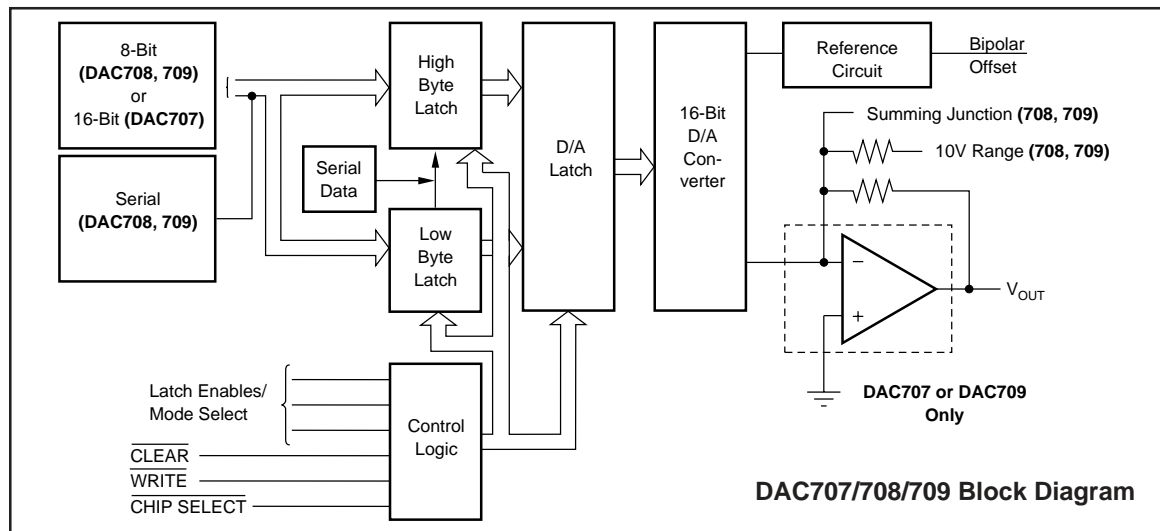 8-Bit
(DAC708, 709)
or
16-Bit (DAC707)
Serial
(DAC708, 709)
High
Byte
Latch
Serial
Data
Low
Byte
Latch
D/A
Latch
16-Bit
D/A
Con-
verter
Reference
Circuit
Bipolar
Offset
Summing Junction (708, 709)
10V Range (708, 709)
−
+
VOUT
DAC707 or DAC709
Only
Latch Enables/
Mode Select
CLEAR
WRITE
CHIP SELECT
Control
Logic
DAC707/708/709 Block Diagram